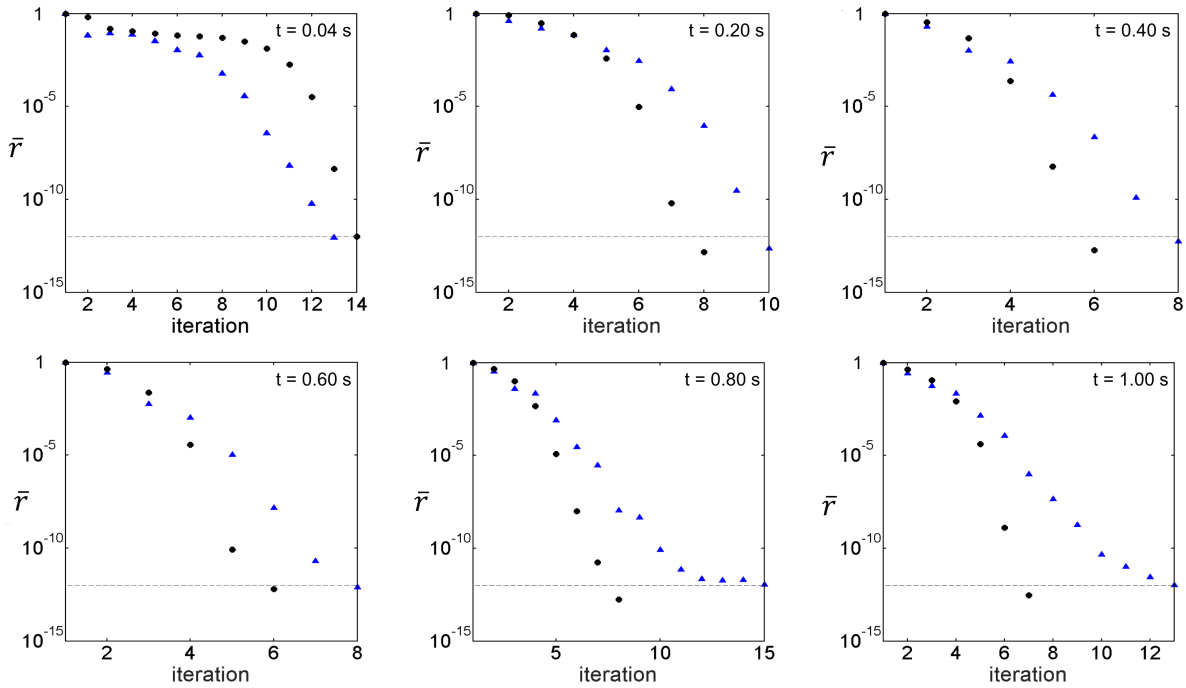 1
10^-5
10^-10
10^-15
r̄
t = 0.04 s
2 4 6 8 10 12 14
iteration
1
10^-5
10^-10
10^-15
r̄
t = 0.20 s
2 4 6 8 10
iteration
1
10^-5
10^-10
10^-15
r̄
t = 0.40 s
2 4 6 8
iteration
1
10^-5
10^-10
10^-15
r̄
t = 0.60 s
2 4 6 8
iteration
1
10^-5
10^-10
10^-15
r̄
t = 0.80 s
5 10 15
iteration
1
10^-5
10^-10
10^-15
r̄
t = 1.00 s
2 4 6 8 10 12
iteration